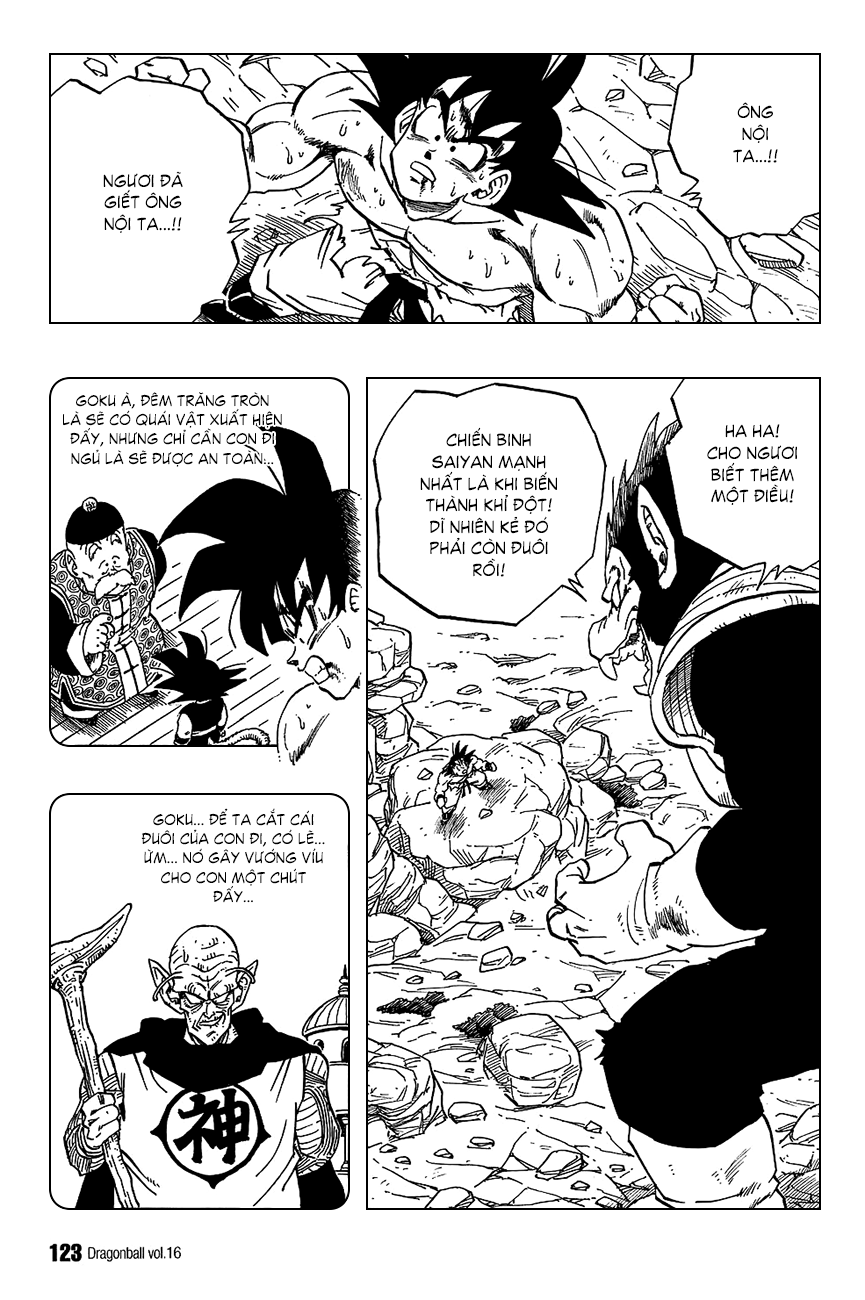 ÔNG
NỘI
TA...!!
NGƯƠI ĐÃ
GIẾT ÔNG
NỘI TA...!!
HA HA!
CHO NGƯƠI
BIẾT THÊM
MỘT ĐIỀU!
CHIẾN BINH
SAIYAN MẠNH
NHẤT LÀ KHI BIẾN
THÀNH KHỈ ĐỘT!
DĨ NHIÊN KẺ ĐÓ
PHẢI CÒN ĐUÔI
RỒI!
GOKU À, ĐÊM TRĂNG TRÒN
LÀ SẼ CÓ QUÁI VẬT XUẤT HIỆN
ĐẤY, NHƯNG CHỈ CẦN CON ĐI
NGỦ LÀ SẼ ĐƯỢC AN TOÀN...
GOKU... ĐỂ TA CẮT CÁI
ĐUÔI CỦA CON ĐI, CÓ LẼ...
ỪM... NÓ GÂY VƯỚNG VÍU
CHO CON MỘT CHÚT
ĐẤY...
神
123 Dragonball vol.16